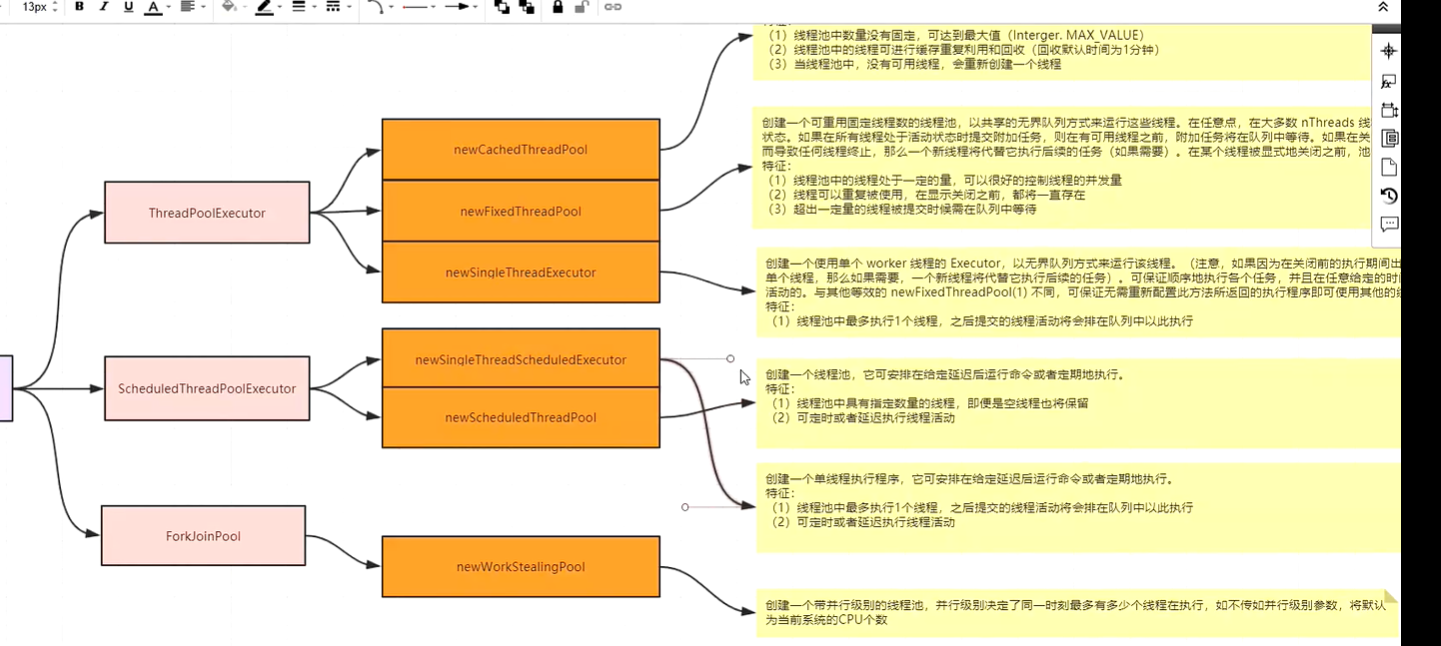 13px B I U A
(1) 线程池中数量没有固定，可达到最大值（Interger. MAX_VALUE）
(2) 线程池中的线程可进行缓存重复利用和回收（回收默认时间为1分钟）
(3) 当线程池中，没有可用线程，会重新创建一个线程
newCachedThreadPool
创建一个可重用固定线程数的线程池，以共享的无界队列方式来运行这些线程。在任意点，在大多数 nThreads 线
状态。如果在所有线程处于活动状态时提交附加任务，则在有可用线程之前，附加任务将在队列中等待。如果在关
而导致任何线程终止，那么一个新线程将代替它执行后续的任务（如果需要）。在某个线程被显式地关闭之前，池
特征：
(1) 线程池中的线程处于一定的量，可以很好的控制线程的并发量
(2) 线程可以重复被使用，在显示关闭之前，都将一直存在
(3) 超出一定量的线程被提交时候需在队列中等待
ThreadPoolExecutor
newFixedThreadPool
newSingleThreadExecutor
创建一个使用单个 worker 线程的 Executor，以无界队列方式来运行该线程。（注意，如果因为在关闭前的执行期间出
单个线程，那么如果需要，一个新线程将代替它执行后续的任务）。可保证顺序地执行各个任务，并且在任意给定的时
活动的。与其他等效的 newFixedThreadPool(1) 不同，可保证无需重新配置此方法所返回的执行程序即可使用其他的
特征：
(1) 线程池中最多执行1个线程，之后提交的线程活动将会排在队列中以此执行
newSingleThreadScheduledExecutor
ScheduledThreadPoolExecutor
newScheduledThreadPool
创建一个线程池，它可安排在给定延迟后运行命令或者定期地执行。
特征：
(1) 线程池中具有指定数量的线程，即便是空线程也将保留
(2) 可定时或者延迟执行线程活动
创建一个单线程执行程序，它可安排在给定延迟后运行命令或者定期地执行。
特征：
(1) 线程池中最多执行1个线程，之后提交的线程活动将会排在队列中以此执行
(2) 可定时或者延迟执行线程活动
ForkJoinPool
newWorkStealingPool
创建一个带并行级别的线程池，并行级别决定了同一时刻最多有多少个线程在执行，如不传如并行级别参数，将默认
为当前系统的CPU个数